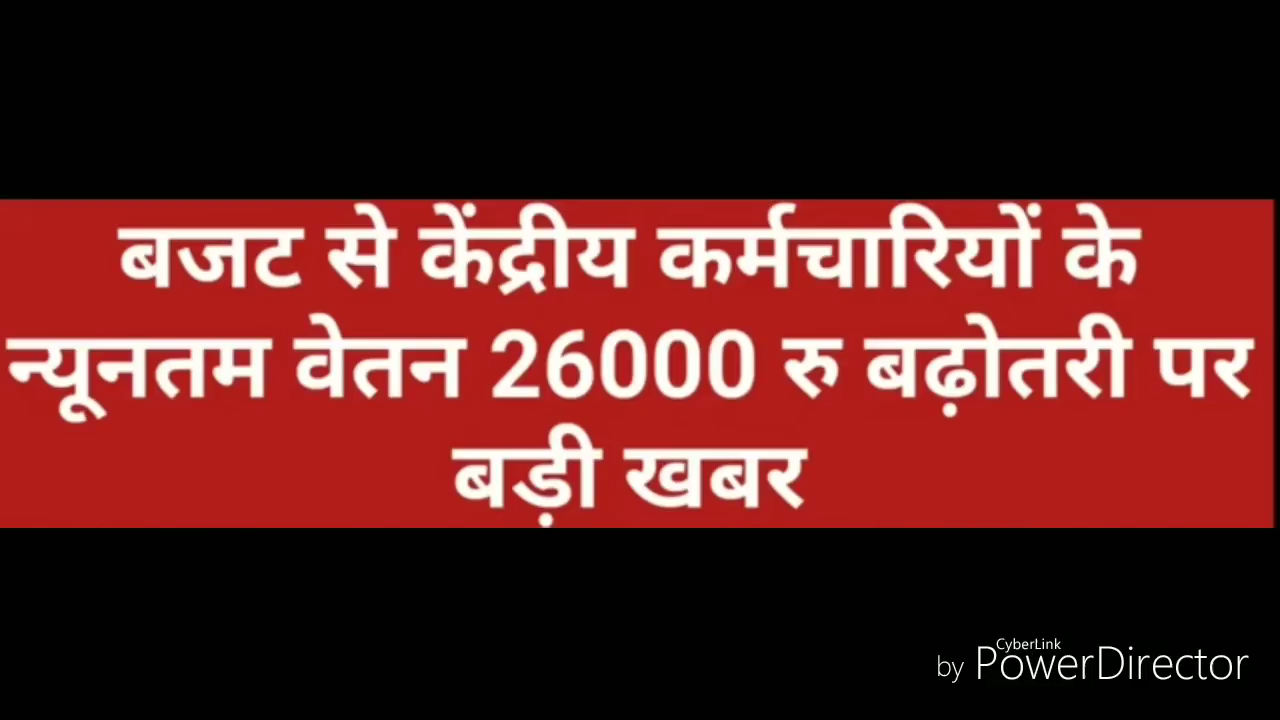 बजट से केंद्रीय कर्मचारियों के
न्यूनतम वेतन 26000 रु बढ़ोतरी पर
बड़ी खबर
CyberLink
by PowerDirector